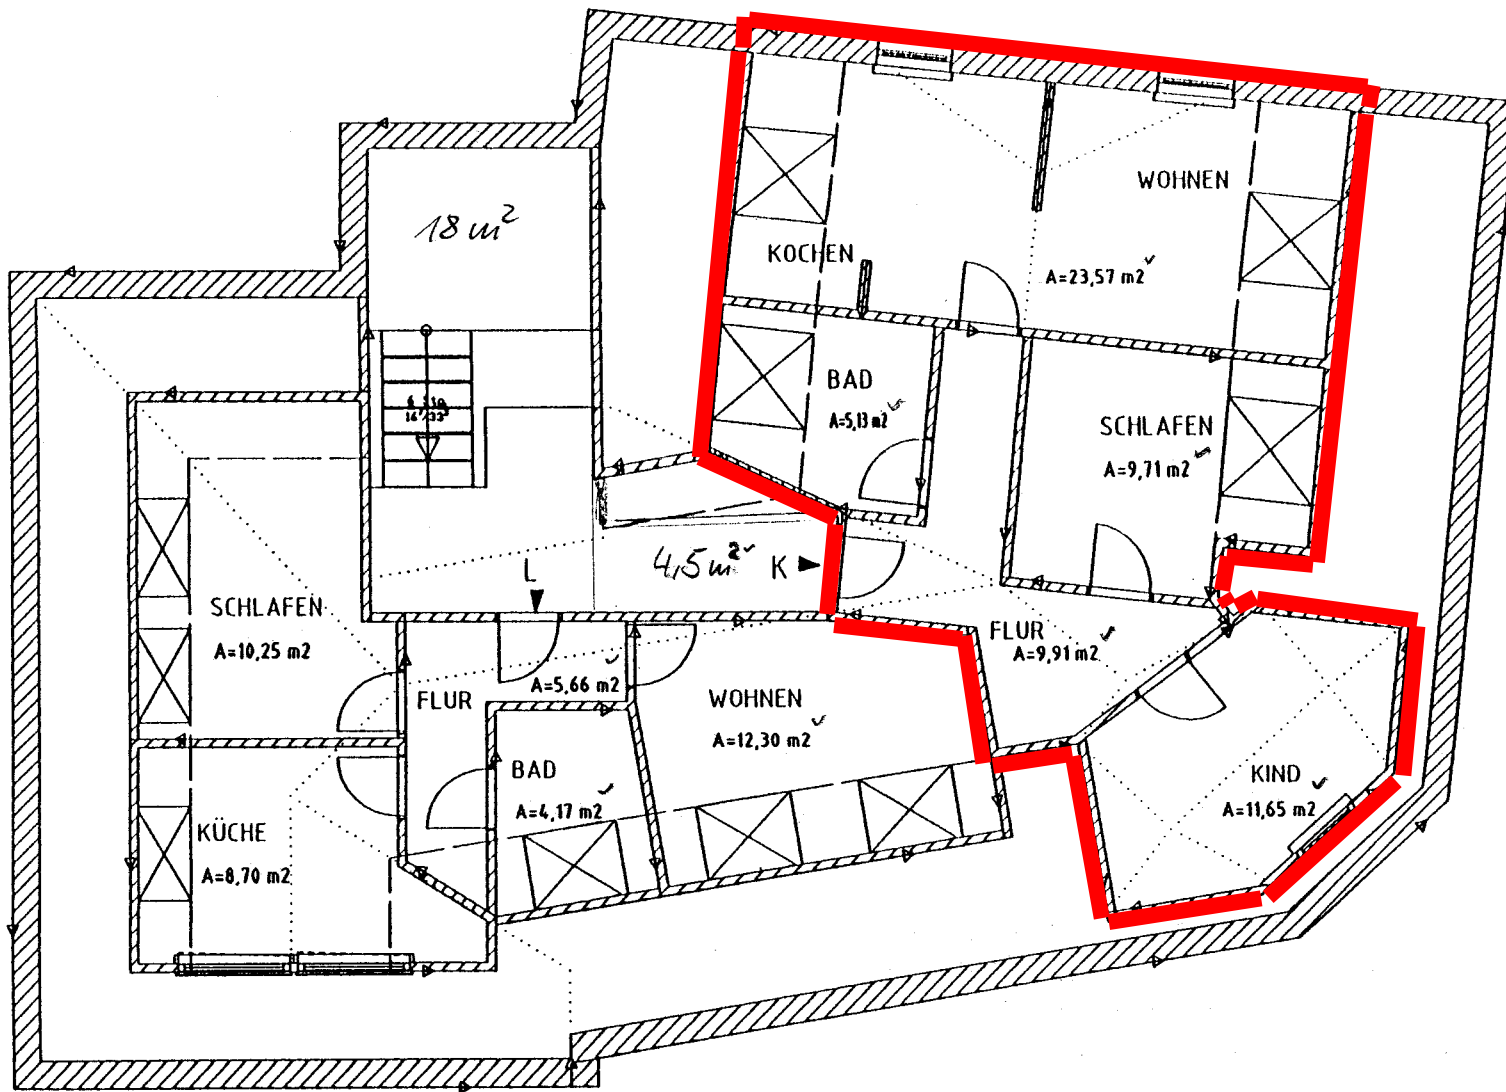 18 m²
WOHNEN
KOCHEN
A=23,57 m2
BAD
A=5,13 m2
SCHLAFEN
A=9,71 m2
4,5 m²
K
L
SCHLAFEN
A=10,25 m2
FLUR
A=9,91 m2
A=5,66 m2
FLUR
WOHNEN
A=12,30 m2
BAD
A=4,17 m2
KIND
A=11,65 m2
KÜCHE
A=8,70 m2